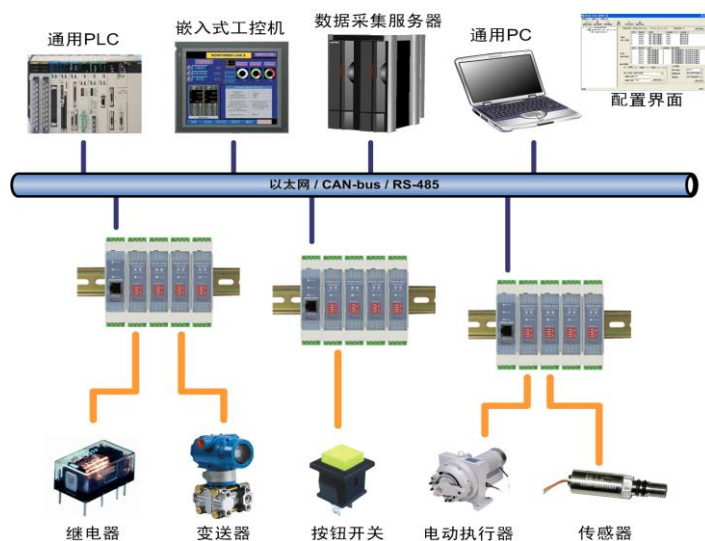 通用PLC
嵌入式工控机
数据采集服务器
通用PC
配置界面
以太网 / CAN-bus / RS-485
继电器
变送器
按钮开关
电动执行器
传感器